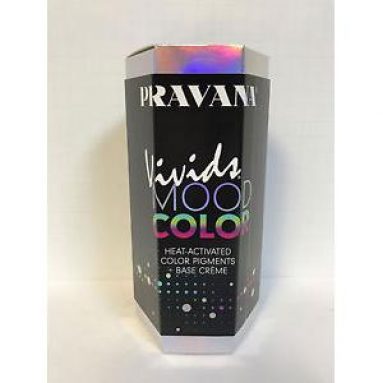 PRAVANA
Vivids
MOOD
COLOR
HEAT-ACTIVATED
COLOR PIGMENTS
+ BASE CRÈME